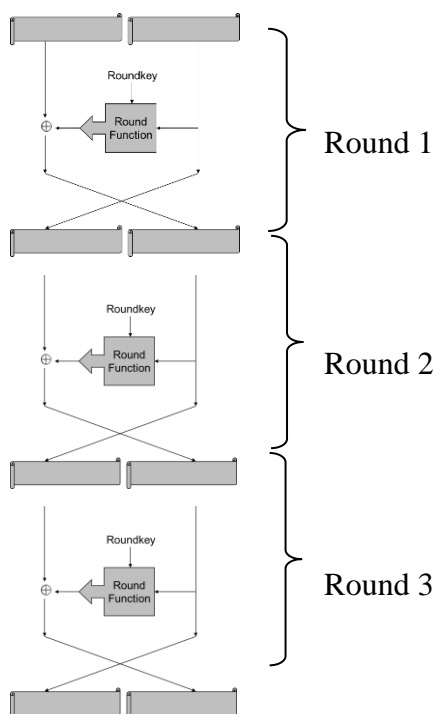 Roundkey
Round
Function
Round 1
Roundkey
Round
Function
Round 2
Roundkey
Round
Function
Round 3